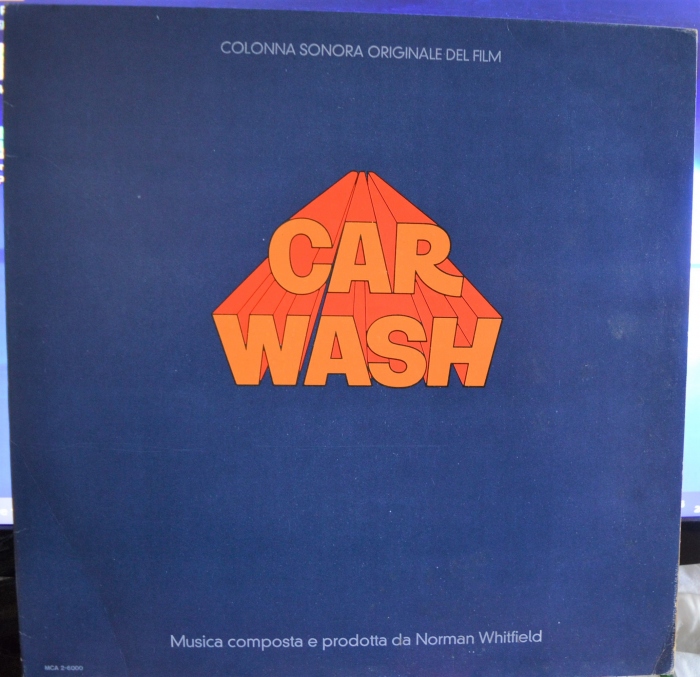 COLONNA SONORA ORIGINALE DEL FILM
CAR
WASH
Musica composta e prodotta da Norman Whitfield
MCA 2-6000